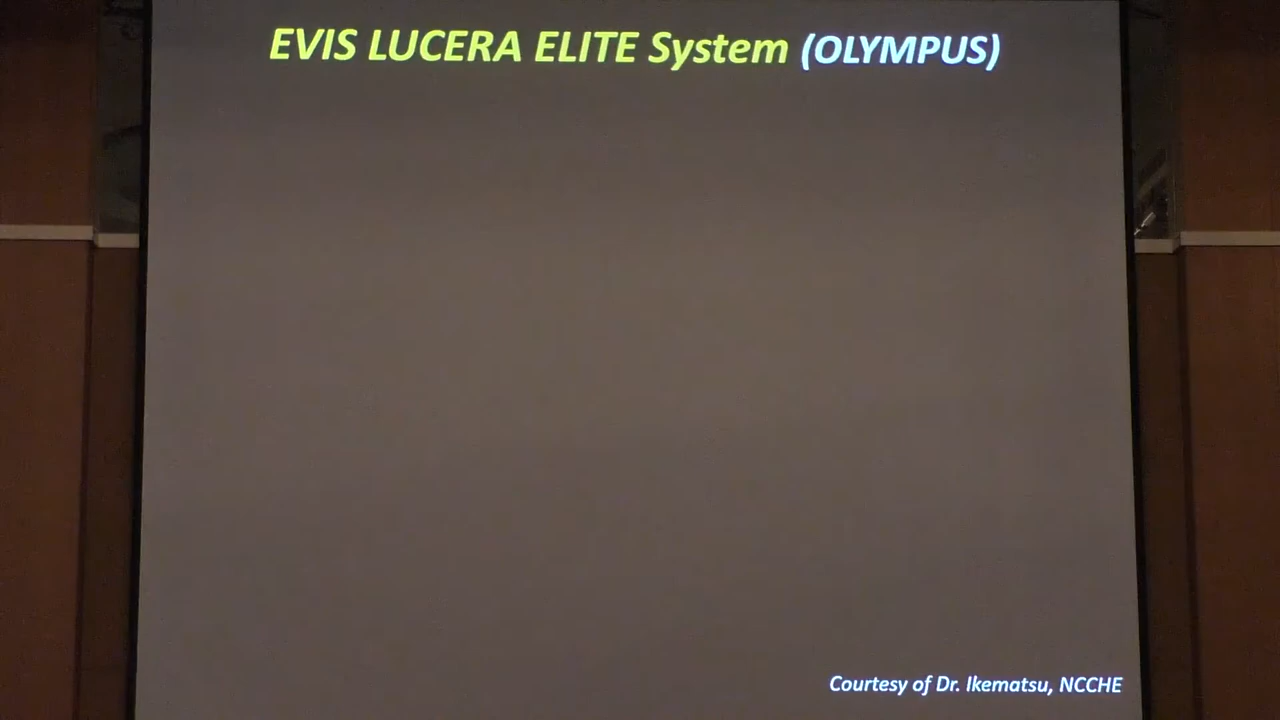 EVIS LUCERA ELITE System (OLYMPUS)
Courtesy of Dr. Ikematsu, NCCHE